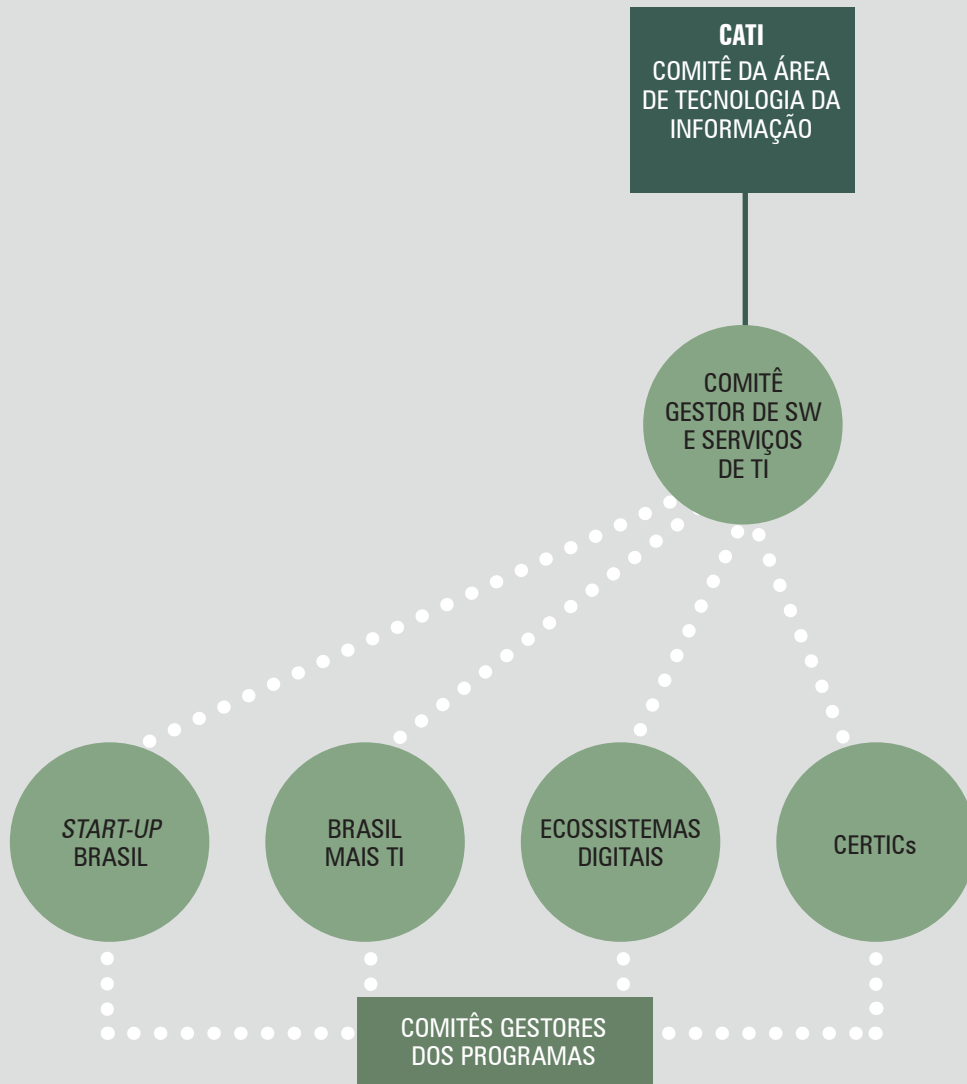 CATI
COMITÊ DA ÁREA
DE TECNOLOGIA DA
INFORMAÇÃO
COMITÊ
GESTOR DE SW
E SERVIÇOS
DE TI
START-UP
BRASIL
BRASIL
MAIS TI
ECOSSISTEMAS
DIGITAIS
CERTICs
COMITÊS GESTORES
DOS PROGRAMAS